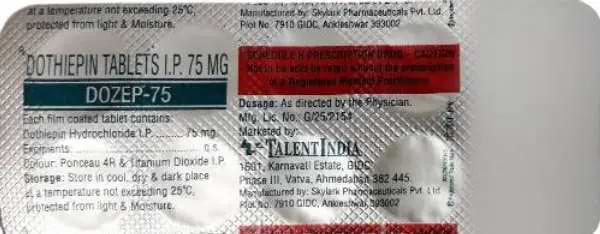 at a temperature not exceeding 25°C,
protected from light & Moisture.
DOTHIEPIN TABLETS I.P. 75 MG
DOZEP-75
Each film coated tablet contains:
Dothiepin Hydrochloride I.P. .......... 75 mg.
Excipients. ................................. q.s.
Colour: Ponceau 4R & Titanium Dioxide I.P.
Storage: Store in cool, dry & dark place
at a temperature not exceeding 25°C,
protected from light & Moisture.
Manufactured by: Skylark Pharmaceuticals Pvt. Ltd.
Plot No. 7910 GIDC, Ankleshwar 393002
SCHEDULE H PRESCRIPTION DRUG - CAUTION
Not to be sold by retail without the prescription
of a Registered Medical Practitioner.
Dosage: As directed by the Physician.
Mfg. Lic. No.: G/25/2154
Marketed by:
TALENTINDIA
1601, Karnavati Estate, GIDC
Phase III, Vatva, Ahmedabad 382 445.
Manufactured by: Skylark Pharmaceuticals Pvt. Ltd.
Plot No. 7910 GIDC, Ankleshwar 393002